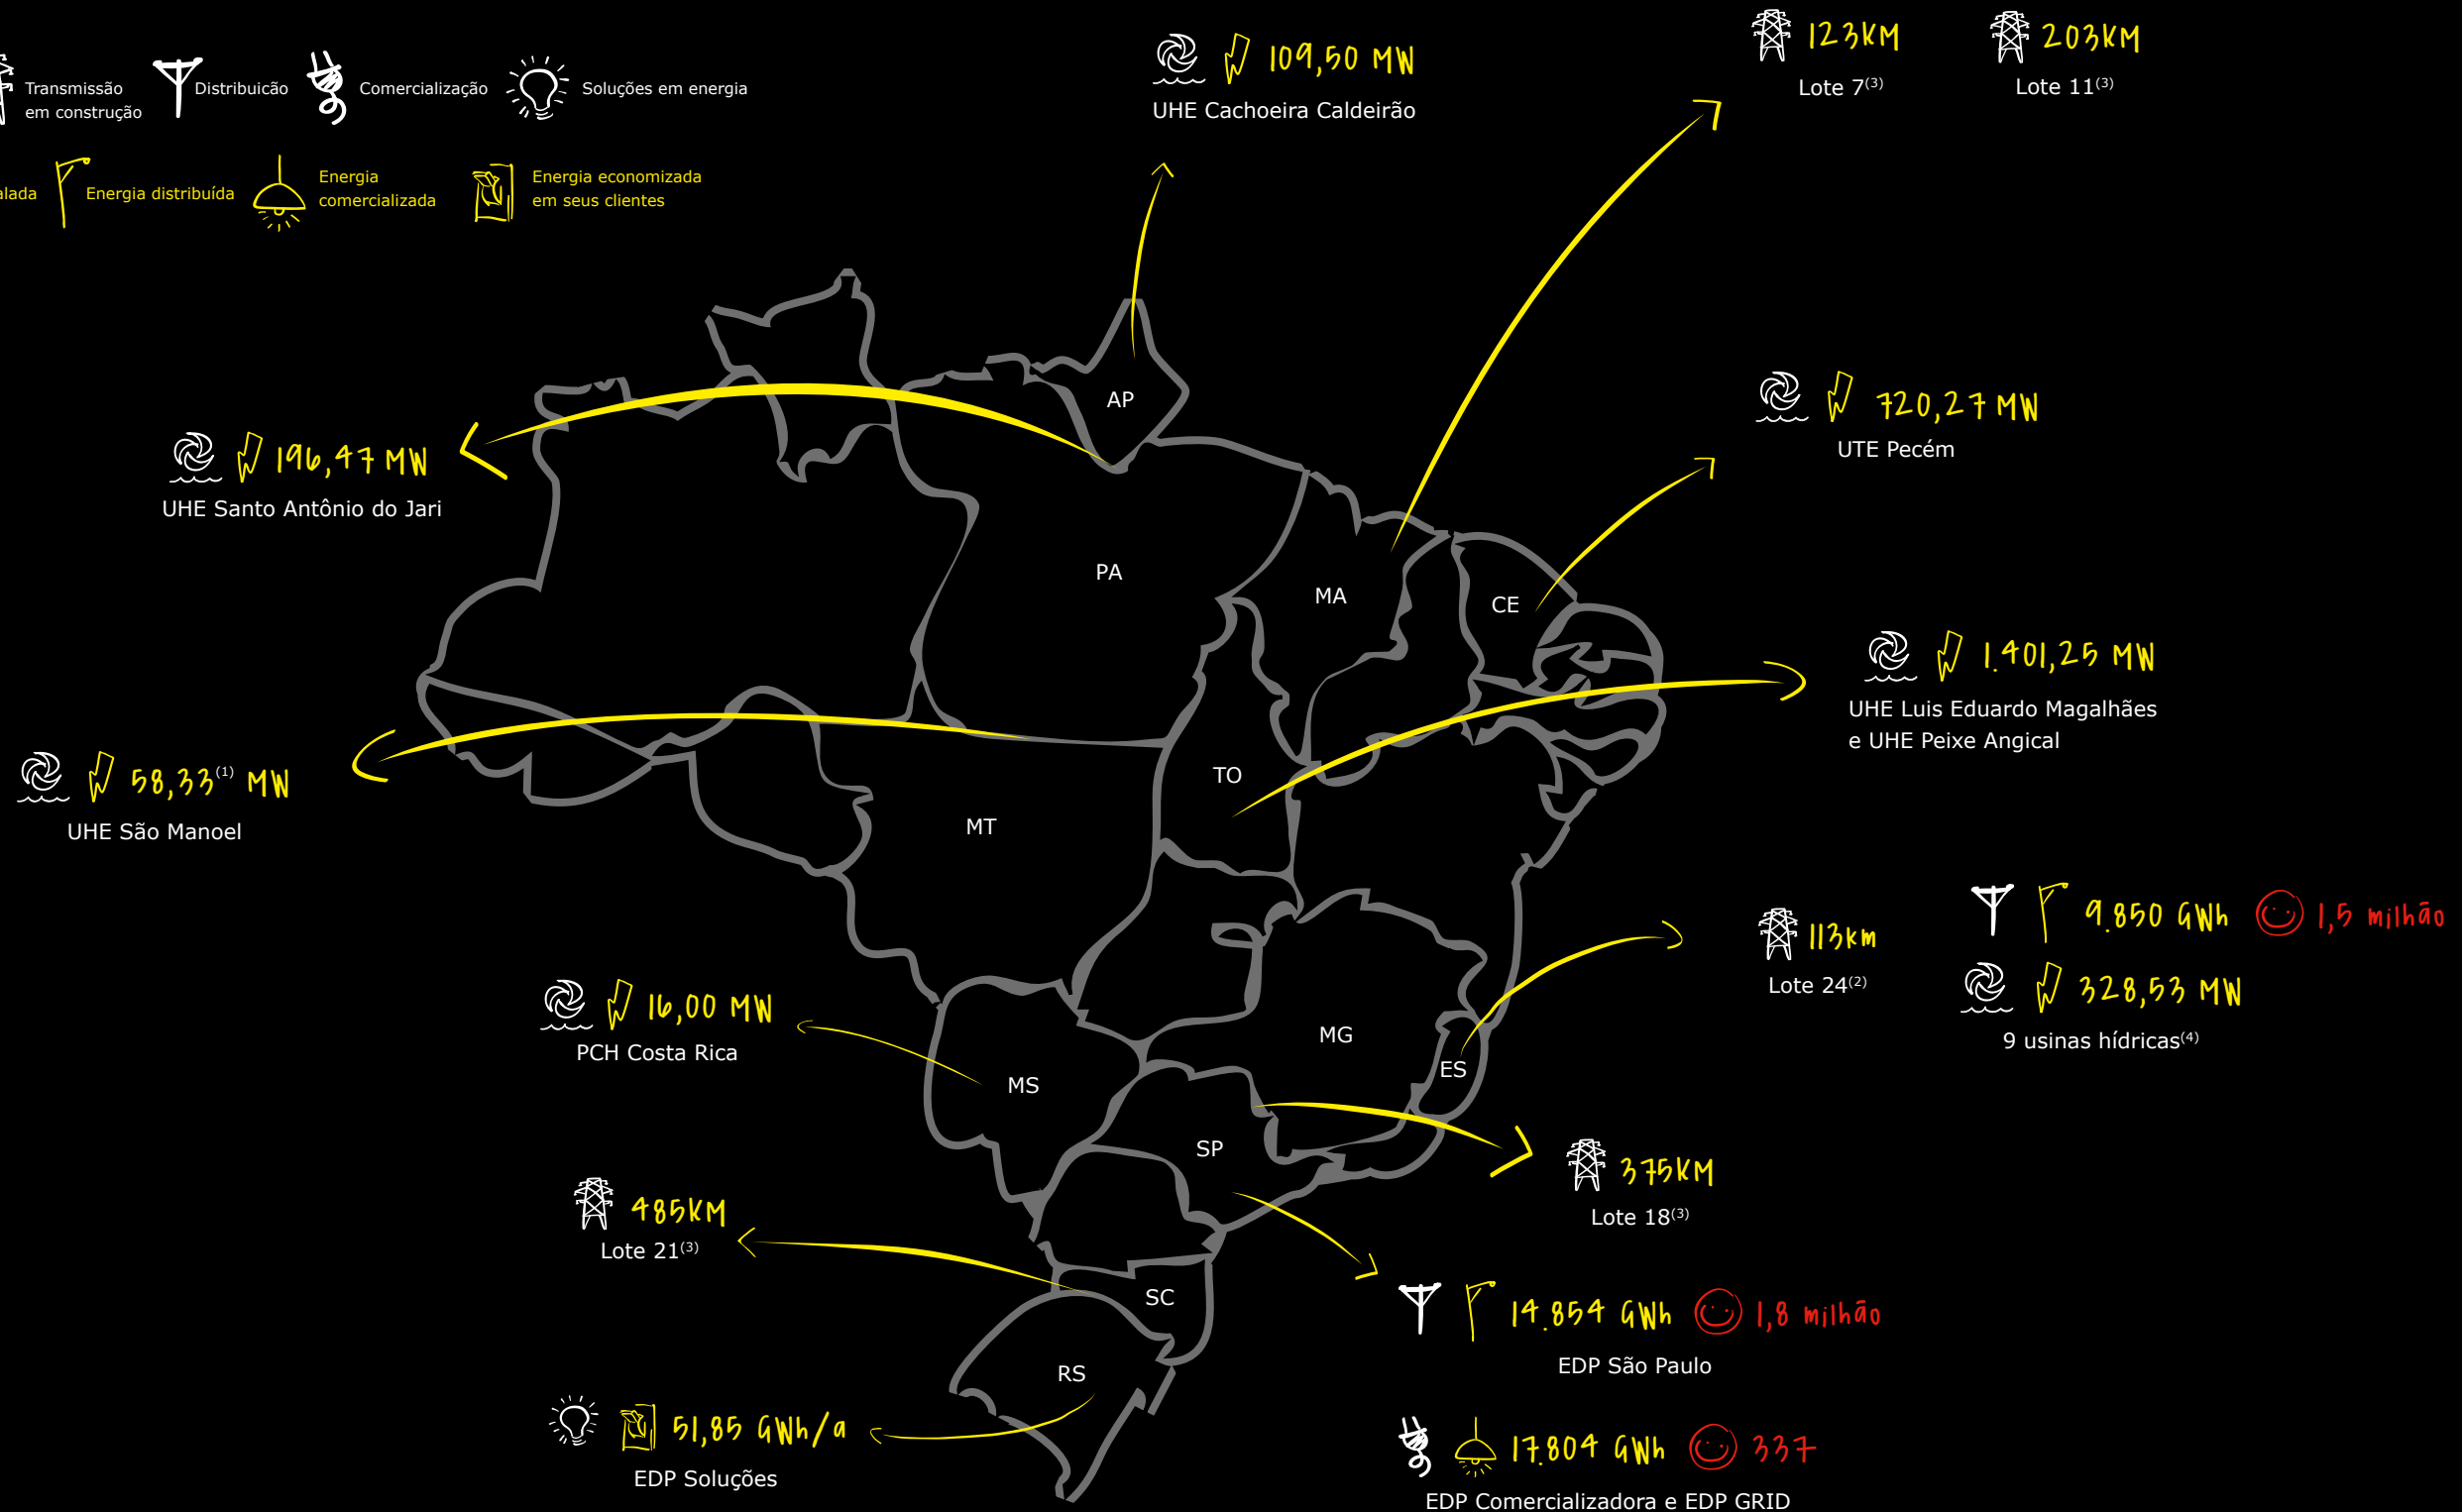 Transmissão
em construção
Distribuicão
Comercialização
Soluções em energia
Energia distribuída
Energia
comercializada
Energia economizada
em seus clientes
109,50 MW
UHE Cachoeira Caldeirão
123KM
Lote 7(3)
203KM
Lote 11(3)
196,47 MW
UHE Santo Antônio do Jari
720,27 MW
UTE Pecém
AP
PA
MA
CE
1.401,25 MW
UHE Luis Eduardo Magalhães
e UHE Peixe Angical
58,33(1) MW
UHE São Manoel
TO
MT
113km
Lote 24(2)
9.850 GWh
1,5 milhão
328,53 MW
9 usinas hídricas(4)
16,00 MW
PCH Costa Rica
MG
ES
MS
SP
375KM
Lote 18(3)
485KM
Lote 21(3)
SC
14.854 GWh
1,8 milhão
EDP São Paulo
RS
51,85 GWh/a
EDP Soluções
17.804 GWh
337
EDP Comercializadora e EDP GRID